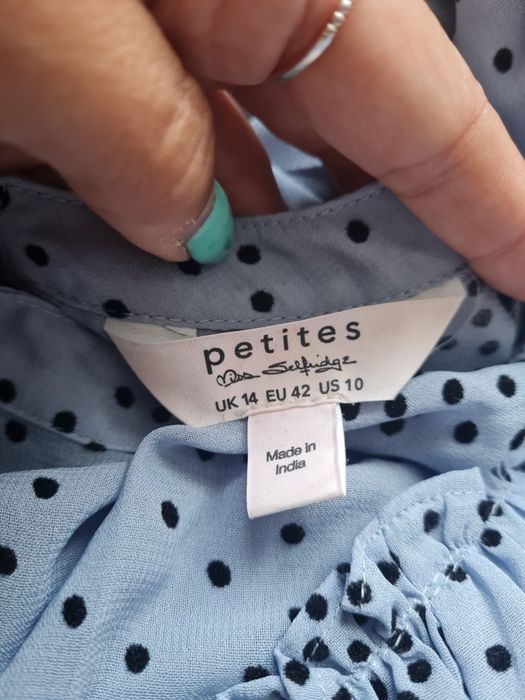 petites
Miss Selfridge
UK 14 EU 42 US 10
Made in
India